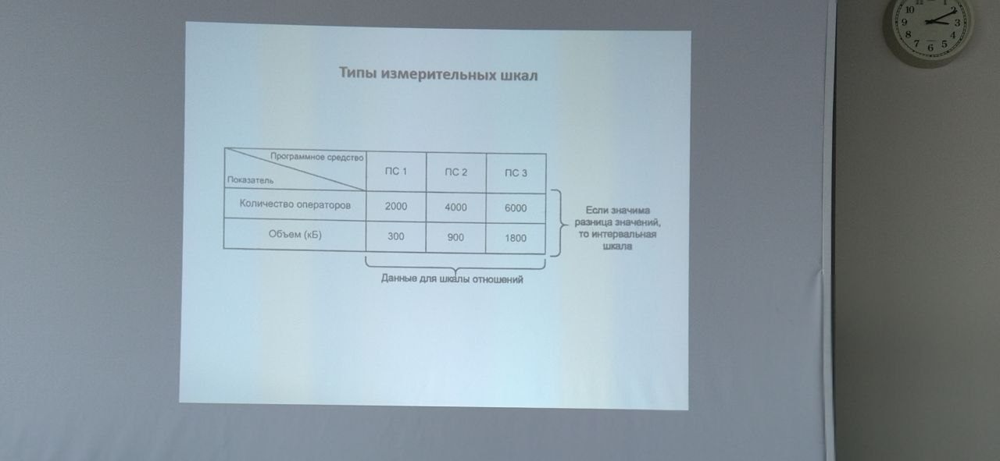 Типы измерительных шкал
Программное средство
Показатель
ПС 1
ПС 2
ПС 3
Количество операторов
2000
4000
6000
Объем (кБ)
300
900
1800
Если значима
разница значений,
то интервальная
шкала
Данные для шкалы отношений
11
1
10
2
9
3
8
4
7
6
5